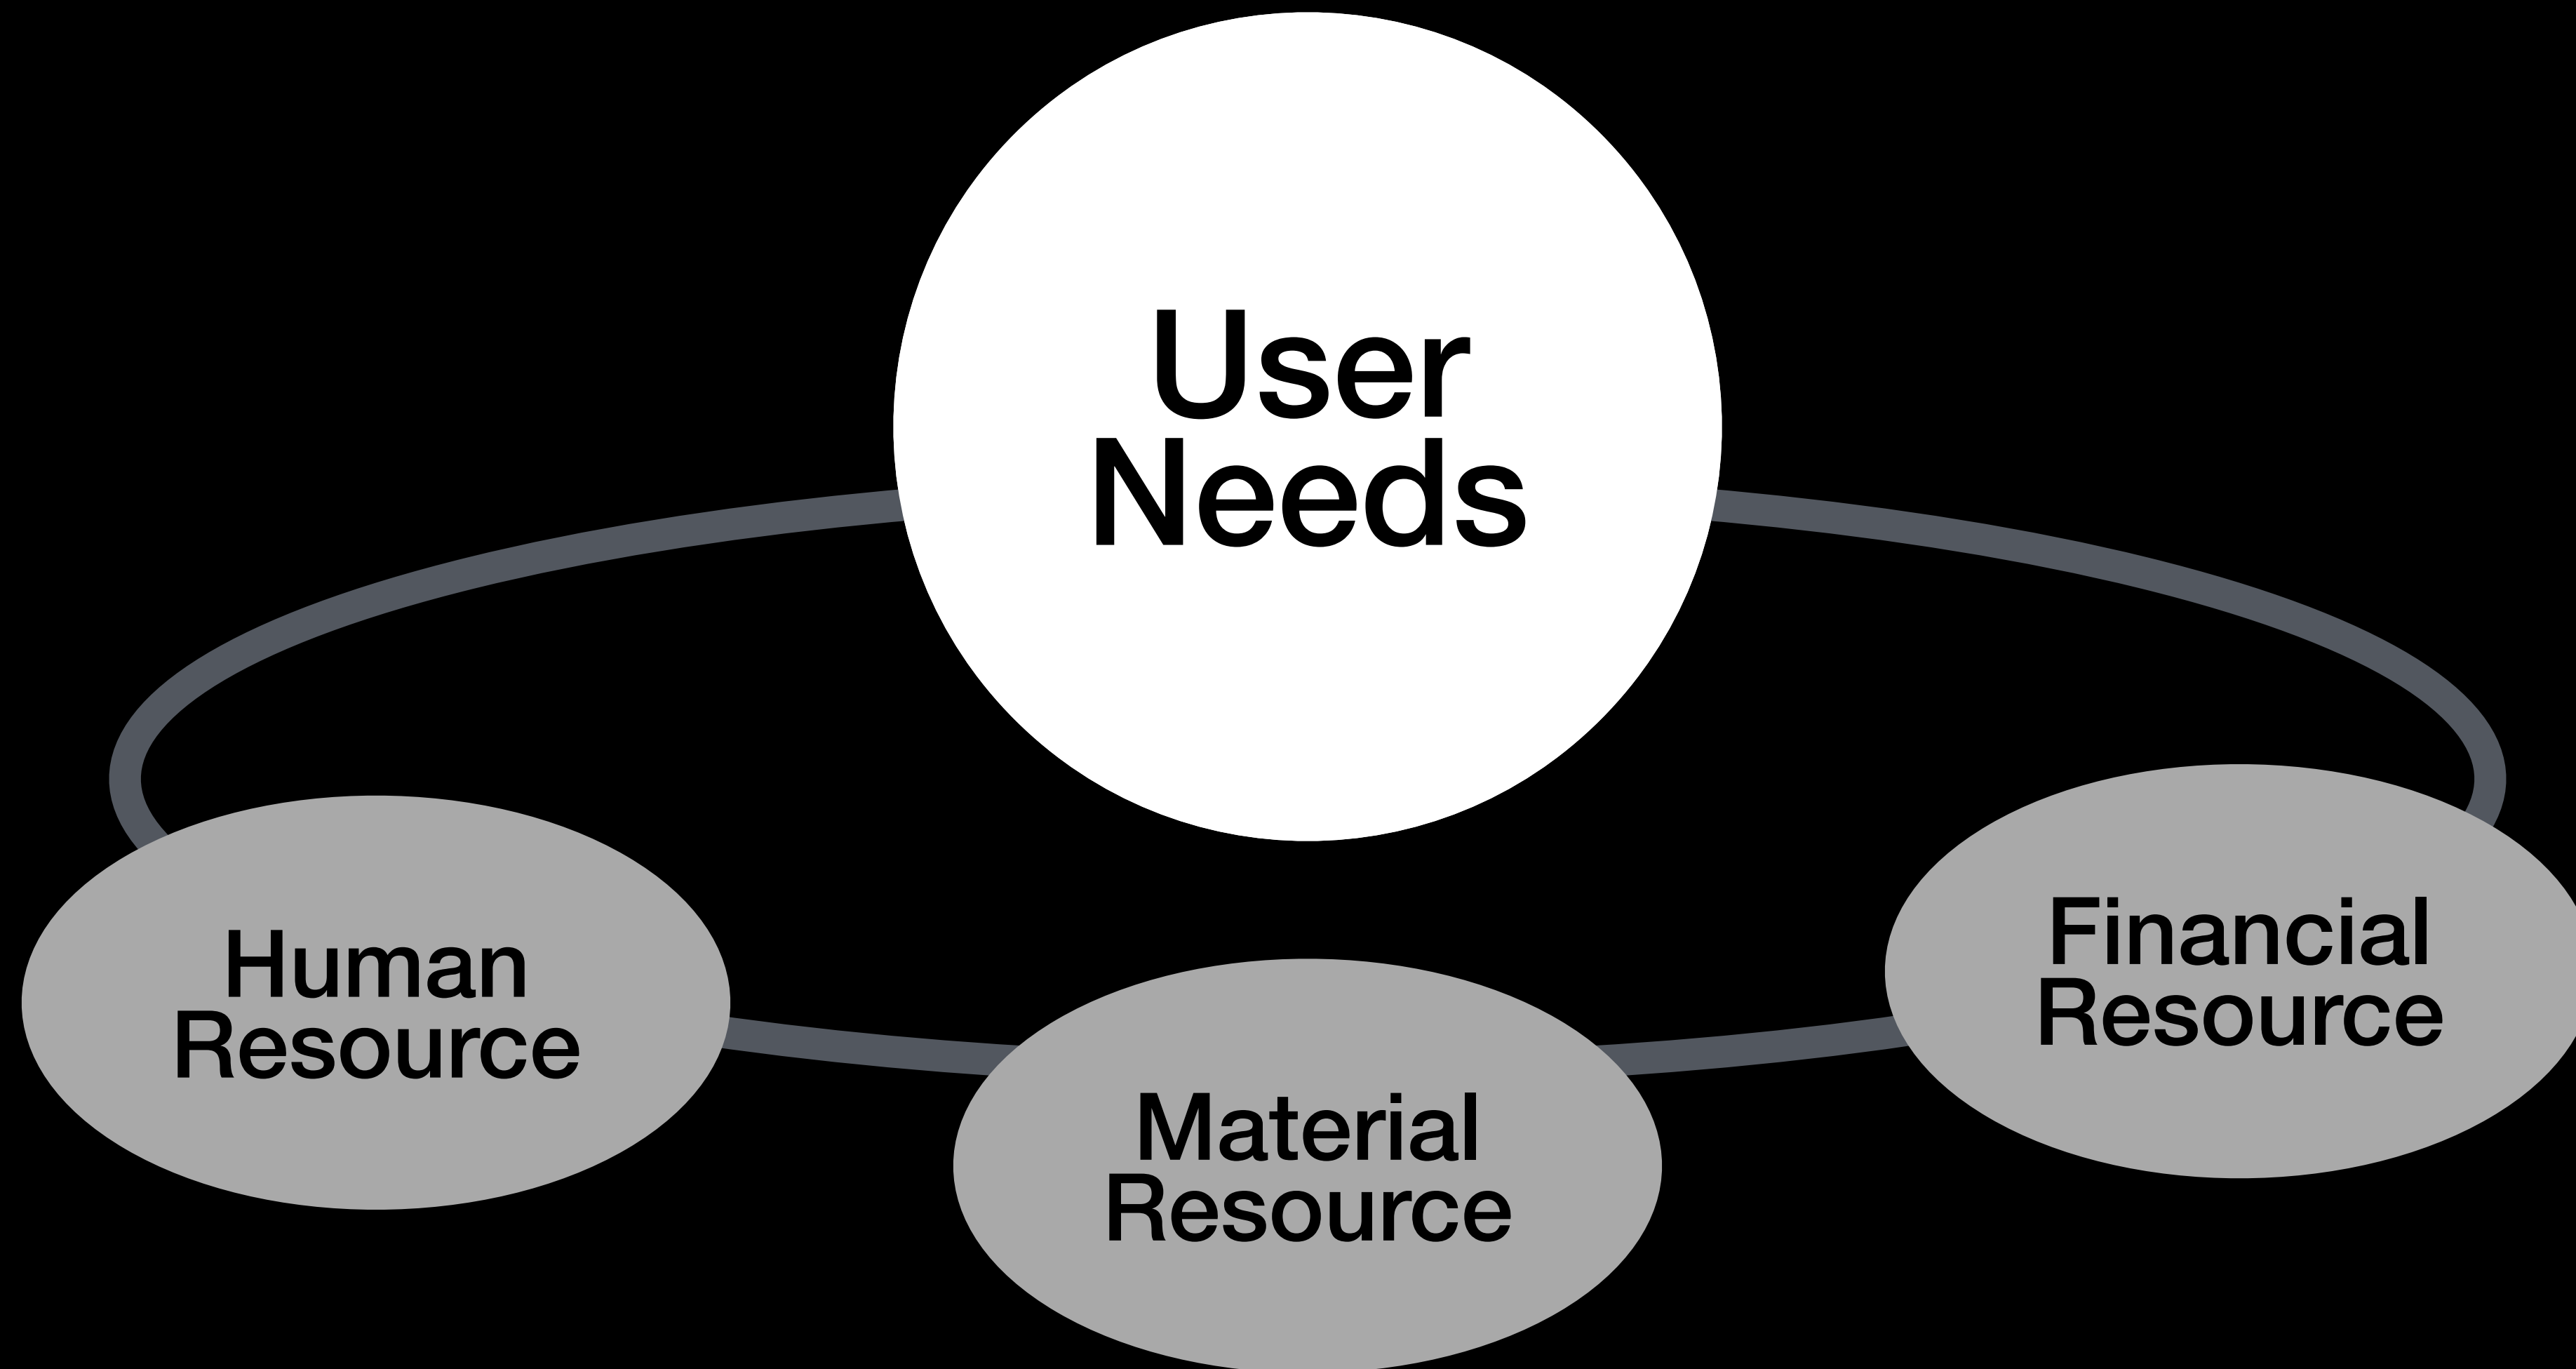 User
Needs
Human
Resource
Material
Resource
Financial
Resource